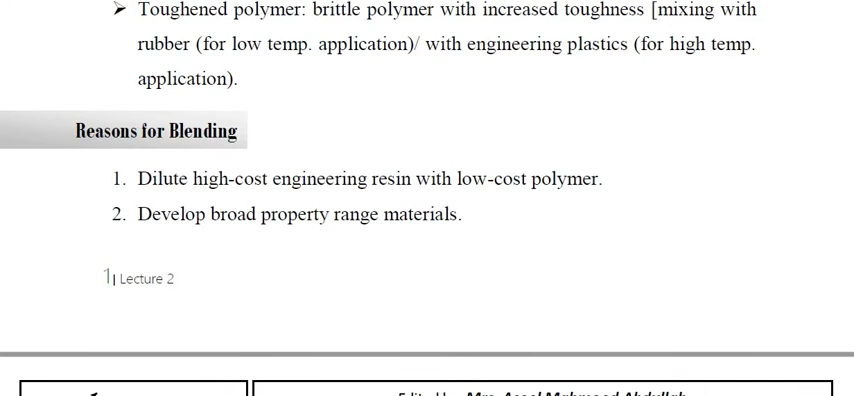 ➢ Toughened polymer: brittle polymer with increased toughness [mixing with
rubber (for low temp. application)/ with engineering plastics (for high temp.
application).
Reasons for Blending
1. Dilute high-cost engineering resin with low-cost polymer.
2. Develop broad property range materials.
1| Lecture 2